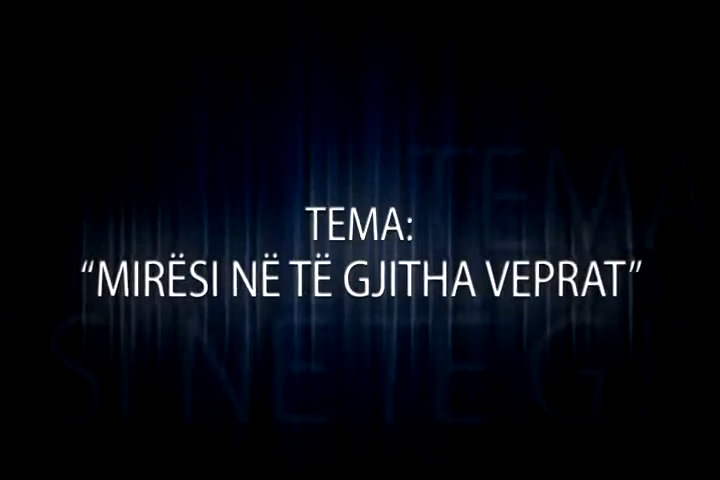 TEMA:
“MIRËSI NË TË GJITHA VEPRAT”